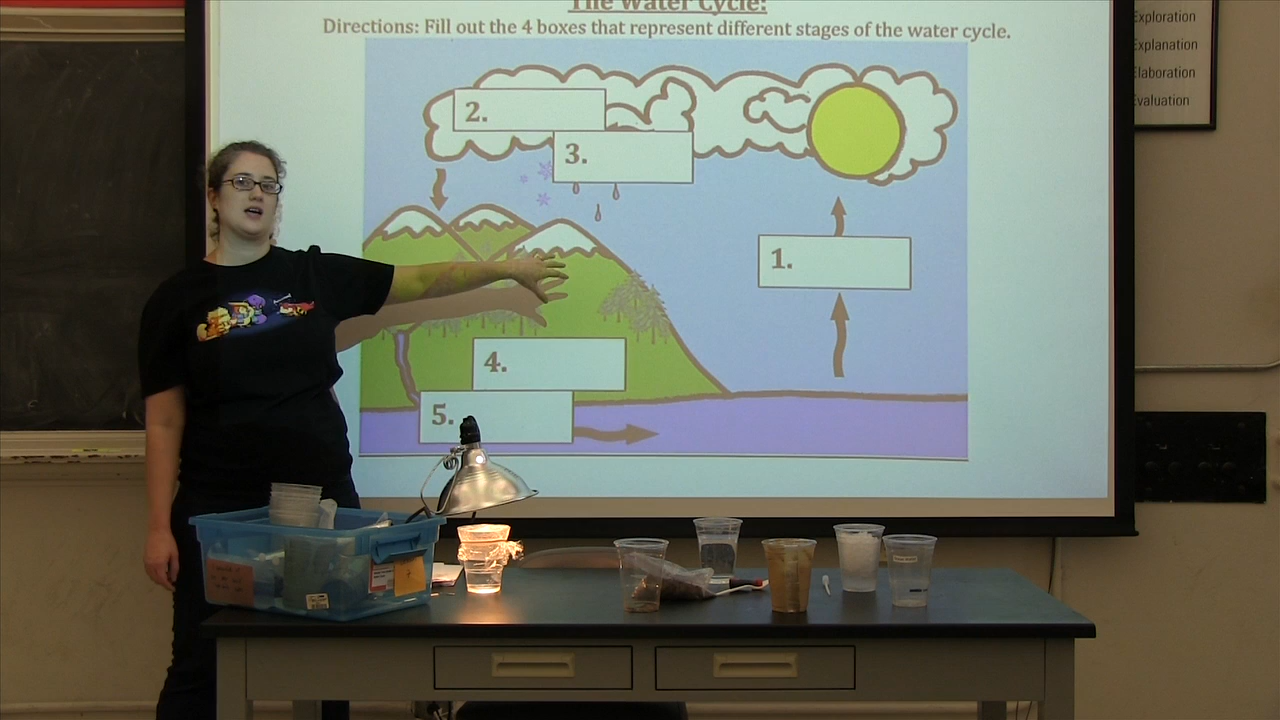 The Water Cycle:
Directions: Fill out the 4 boxes that represent different stages of the water cycle.
2.
3.
1.
4.
5.
Exploration
Explanation
Elaboration
Evaluation